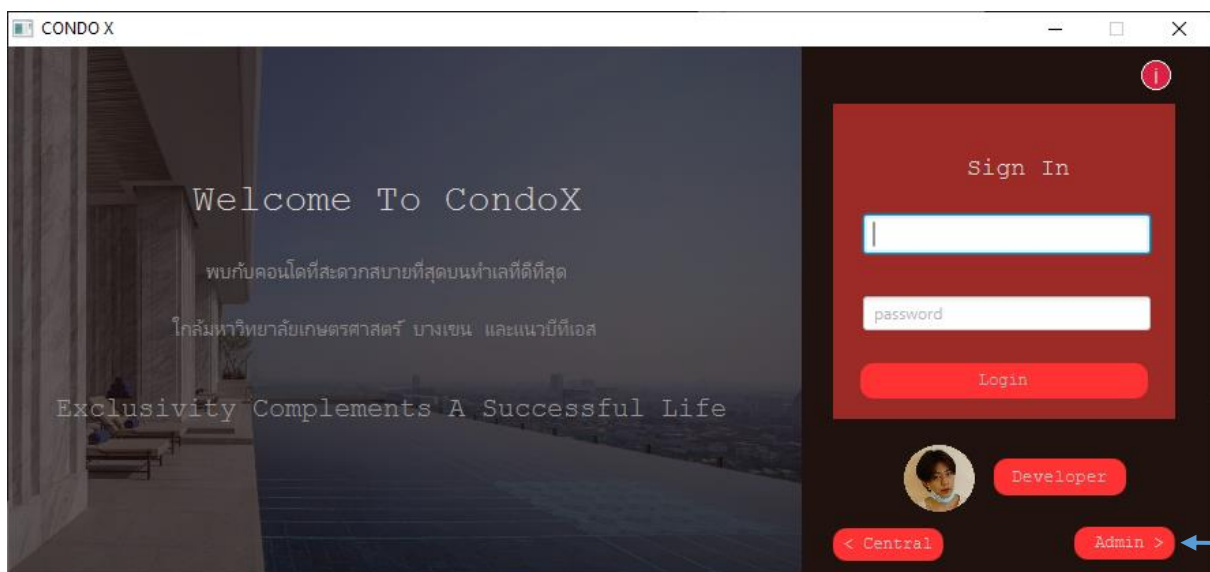 CONDO X
i
Sign In
Welcome To CondoX
พบกับคอนโดที่สะดวกสบายที่สุดบนทำเลที่ดีที่สุด
password
ใกล้มหาวิทยาลัยเกษตรศาสตร์ บางเขน และแนวบีทีเอส
Login
Exclusivity Complements A Successful Life
Developer
< Central
Admin >